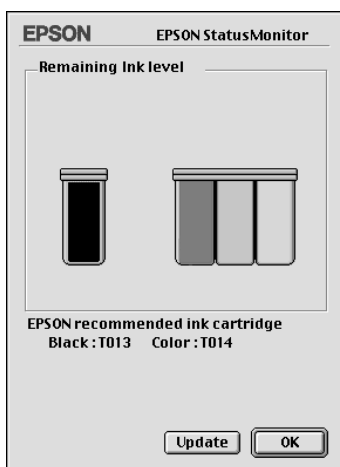 EPSON EPSON StatusMonitor
Remaining Ink level
EPSON recommended ink cartridge
Black : T013 Color : T014
Update OK